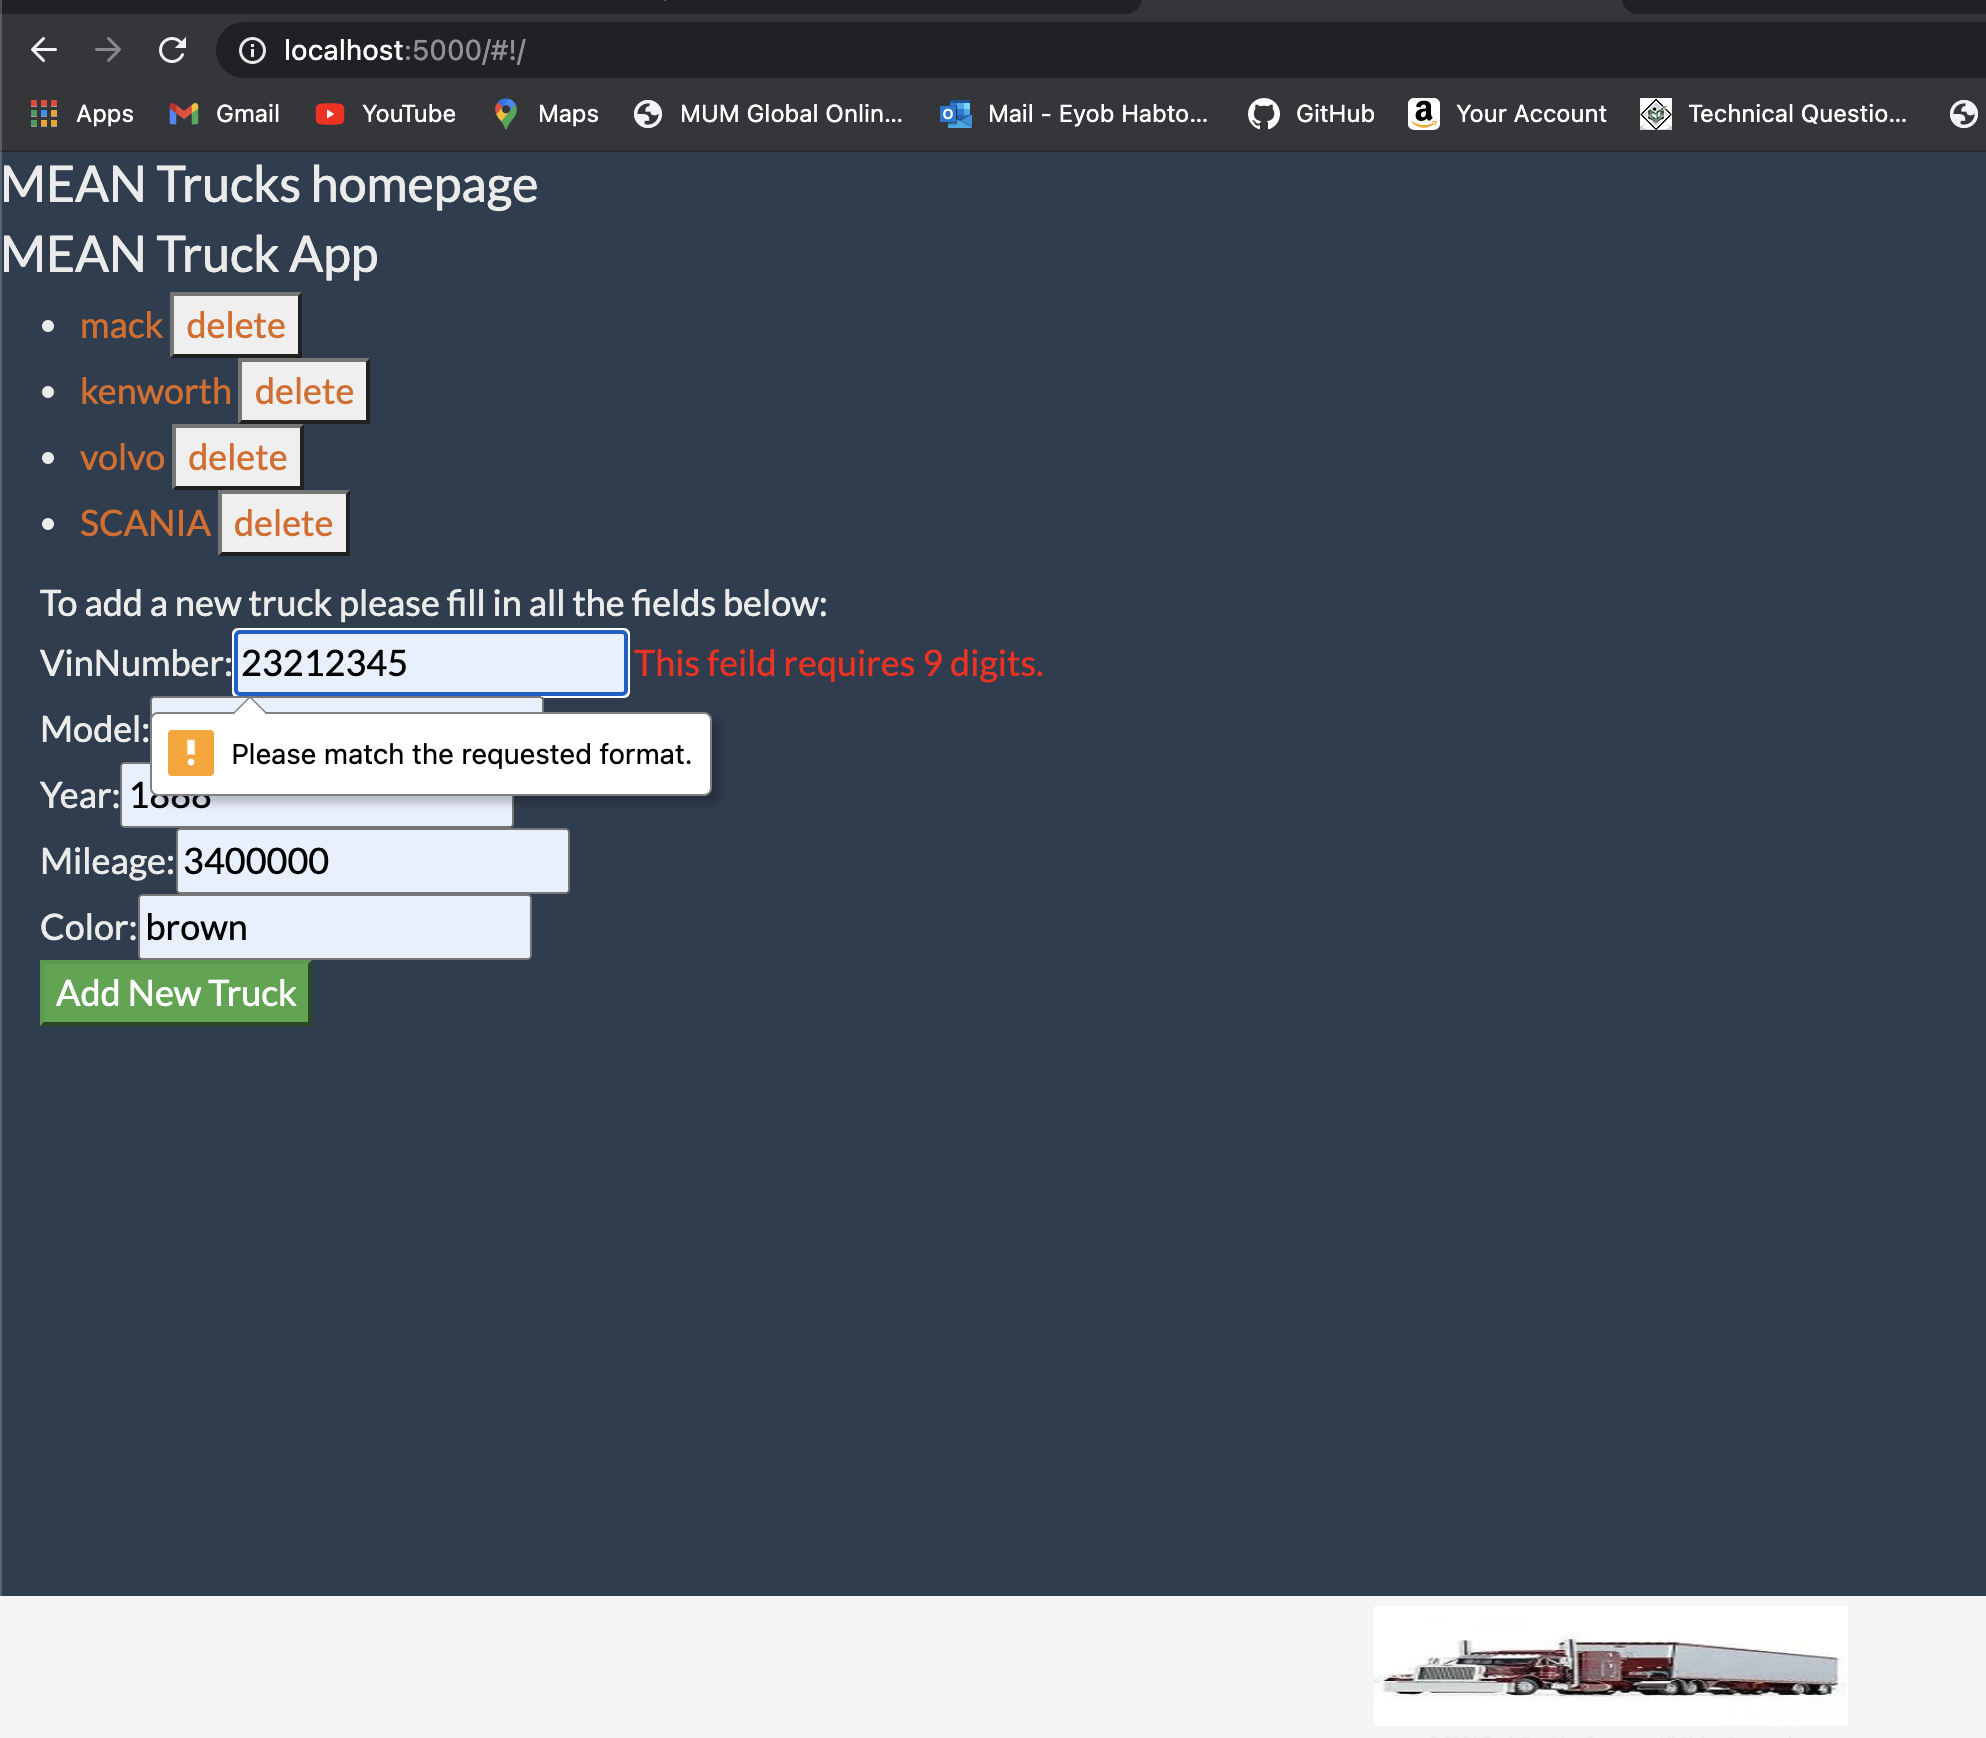 localhost:5000/#!/
Apps Gmail YouTube Maps MUM Global Onlin... Mail - Eyob Habto... GitHub Your Account Technical Questio...
MEAN Trucks homepage
MEAN Truck App
mack delete
kenworth delete
volvo delete
SCANIA delete
To add a new truck please fill in all the fields below:
VinNumber: 23212345 This feild requires 9 digits.
Model:
Please match the requested format.
Year: 1888
Mileage: 3400000
Color: brown
Add New Truck